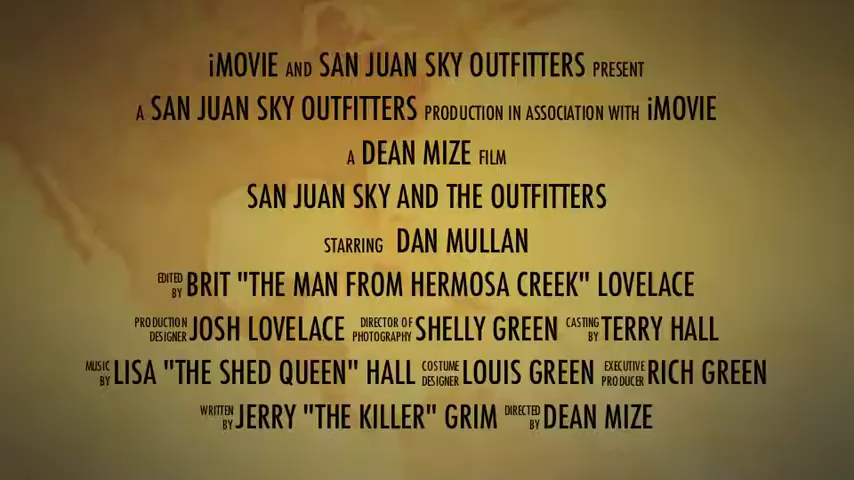 iMOVIE AND SAN JUAN SKY OUTFITTERS PRESENT
A SAN JUAN SKY OUTFITTERS PRODUCTION IN ASSOCIATION WITH iMOVIE
A DEAN MIZE FILM
SAN JUAN SKY AND THE OUTFITTERS
STARRING DAN MULLAN
EDITED BY BRIT "THE MAN FROM HERMOSA CREEK" LOVELACE
PRODUCTION DESIGNER JOSH LOVELACE DIRECTOR OF PHOTOGRAPHY SHELLY GREEN CASTING BY TERRY HALL
MUSIC BY LISA "THE SHED QUEEN" HALL COSTUME DESIGNER LOUIS GREEN EXECUTIVE PRODUCER RICH GREEN
WRITTEN BY JERRY "THE KILLER" GRIM DIRECTED BY DEAN MIZE